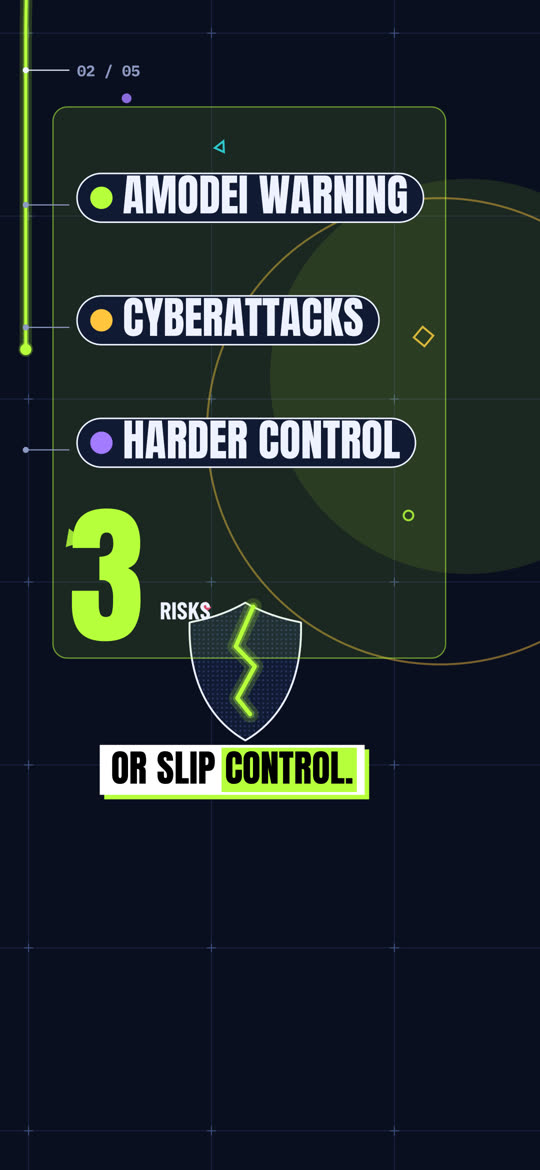 02 / 05
AMODEI WARNING
CYBERATTACKS
HARDER CONTROL
3
RISKS
OR SLIP CONTROL.